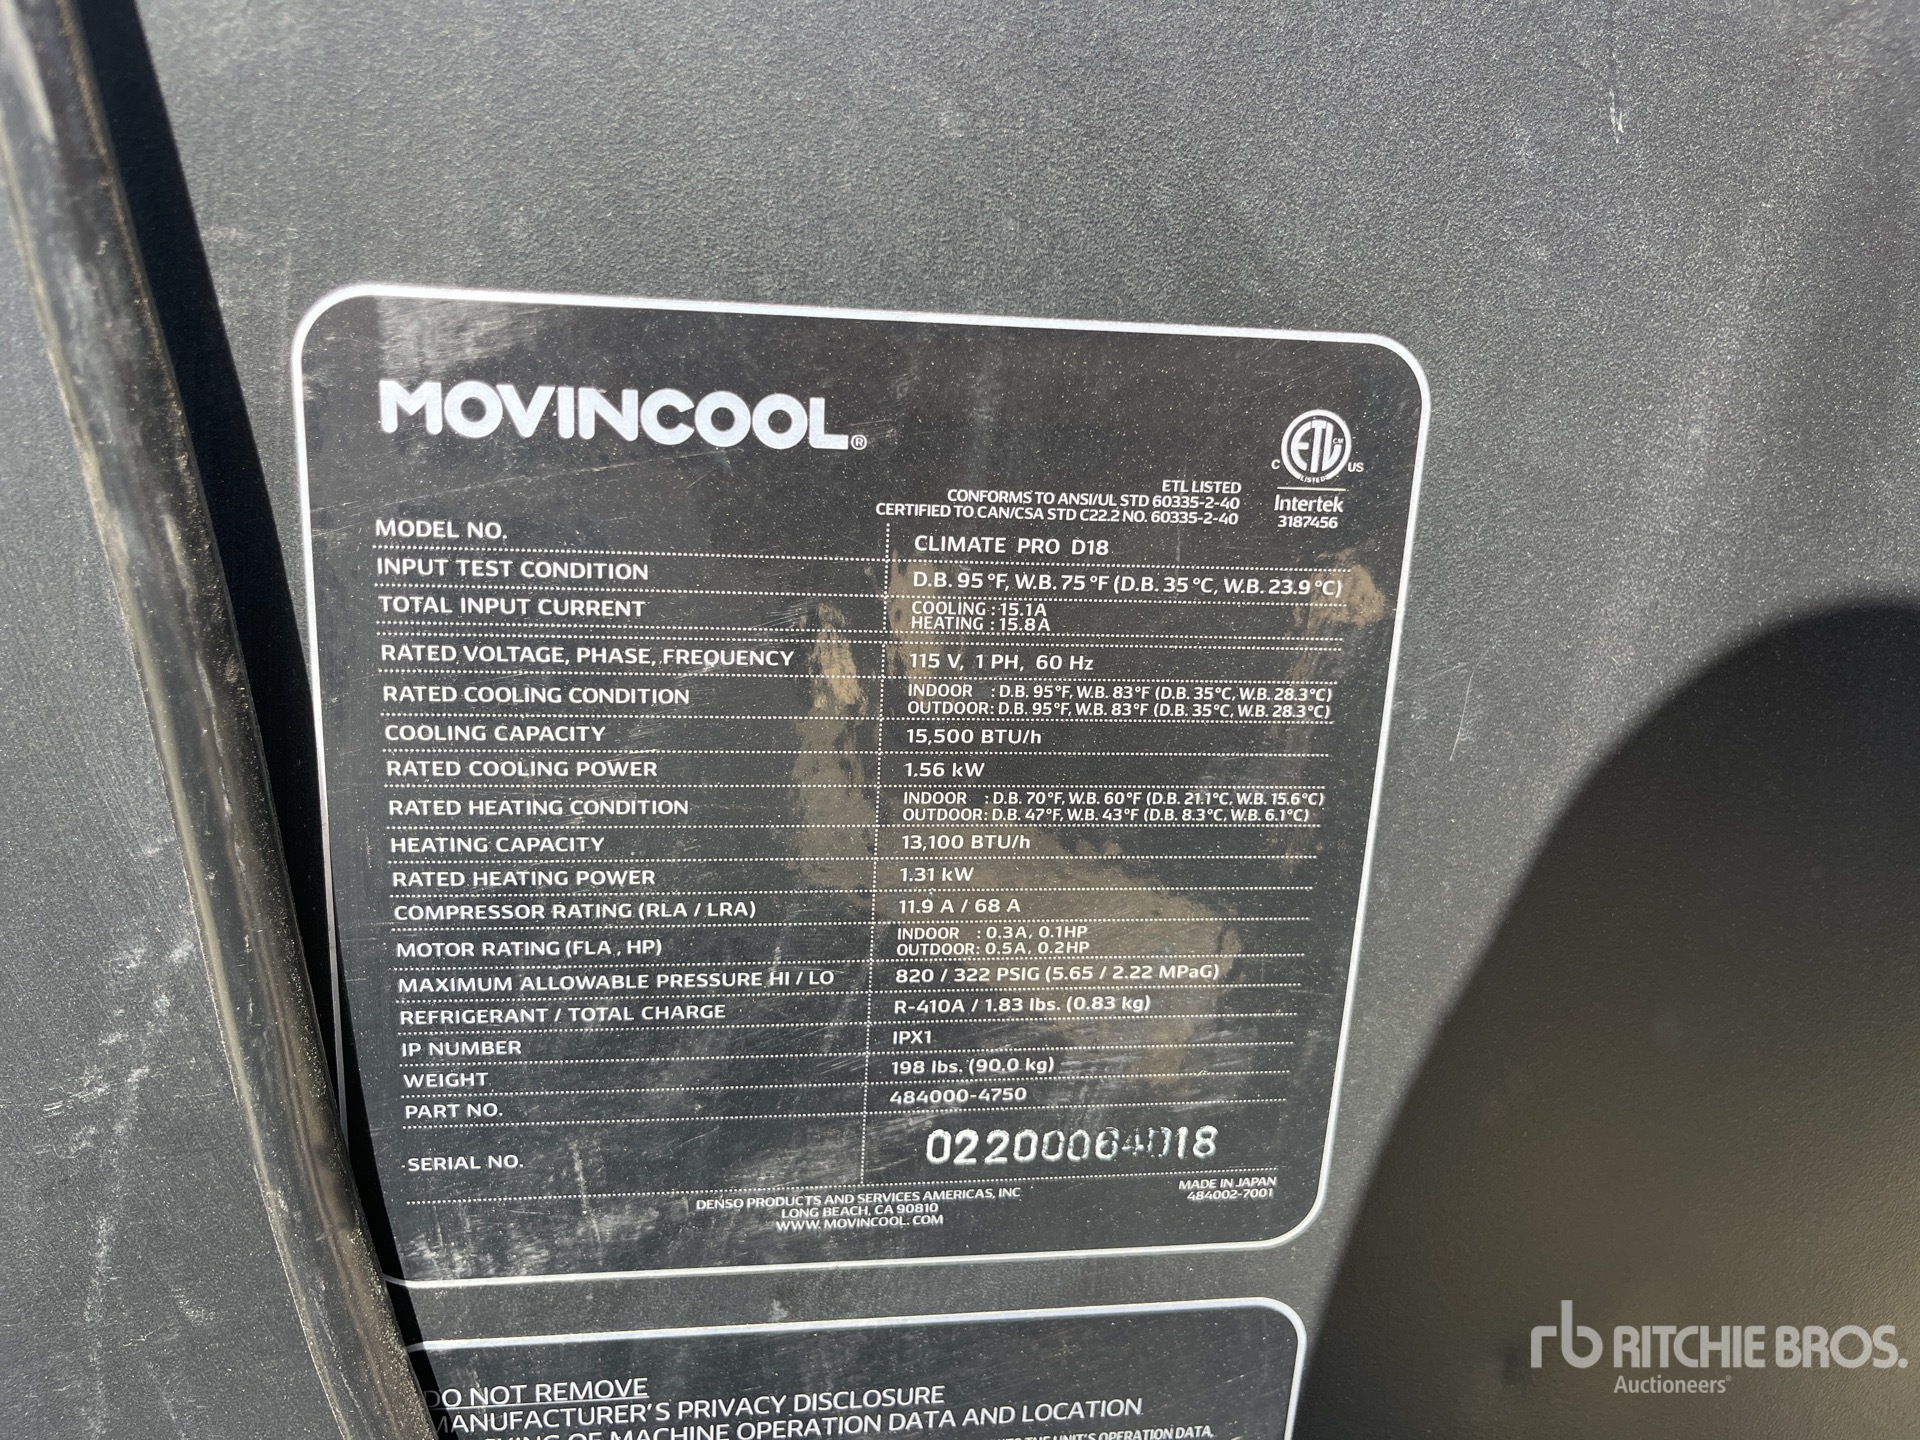 MOVINCOOL®
C ETL CM US
LISTED
Intertek
3187456
ETL LISTED
CONFORMS TO ANSI/UL STD 60335-2-40
CERTIFIED TO CAN/CSA STD C22.2 NO. 60335-2-40
MODEL NO. CLIMATE PRO D18
INPUT TEST CONDITION D.B. 95 °F, W.B. 75 °F (D.B. 35 °C, W.B. 23.9 °C)
TOTAL INPUT CURRENT COOLING : 15.1A
HEATING : 15.8A
RATED VOLTAGE, PHASE, FREQUENCY 115 V, 1 PH, 60 Hz
RATED COOLING CONDITION INDOOR : D.B. 95°F, W.B. 83°F (D.B. 35°C, W.B. 28.3°C)
OUTDOOR: D.B. 95°F, W.B. 83°F (D.B. 35°C, W.B. 28.3°C)
COOLING CAPACITY 15,500 BTU/h
RATED COOLING POWER 1.56 kW
RATED HEATING CONDITION INDOOR : D.B. 70°F, W.B. 60°F (D.B. 21.1°C, W.B. 15.6°C)
OUTDOOR: D.B. 47°F, W.B. 43°F (D.B. 8.3°C, W.B. 6.1°C)
HEATING CAPACITY 13,100 BTU/h
RATED HEATING POWER 1.31 kW
COMPRESSOR RATING (RLA / LRA) 11.9 A / 68 A
MOTOR RATING (FLA , HP) INDOOR : 0.3A, 0.1HP
OUTDOOR: 0.5A, 0.2HP
MAXIMUM ALLOWABLE PRESSURE HI / LO 820 / 322 PSIG (5.65 / 2.22 MPaG)
REFRIGERANT / TOTAL CHARGE R-410A / 1.83 lbs. (0.83 kg)
IP NUMBER IPX1
WEIGHT 198 lbs. (90.0 kg)
PART NO. 484000-4750
SERIAL NO. 02200064D18
DENSO PRODUCTS AND SERVICES AMERICAS, INC
LONG BEACH, CA 90810
WWW. MOVINCOOL. COM
MADE IN JAPAN
484002-7001
DO NOT REMOVE
MANUFACTURER'S PRIVACY DISCLOSURE
OF MACHINE OPERATION DATA AND LOCATION
THE UNIT'S OPERATION DATA,
rb RITCHIE BROS.
Auctioneers®